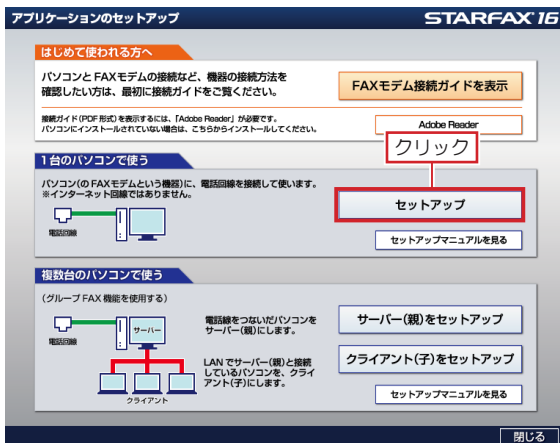 アプリケーションのセットアップ
STARFAX 16
はじめて使われる方へ
パソコンとFAXモデムの接続など、機器の接続方法を
確認したい方は、最初に接続ガイドをご覧ください。
FAXモデム接続ガイドを表示
接続ガイド(PDF形式)を表示するには、「Adobe Reader」が必要です。
パソコンにインストールされていない場合は、こちらからインストールしてください。
Adobe Reader
クリック
1台のパソコンで使う
パソコン(のFAXモデムという機器)に、電話回線を接続して使います。
※インターネット回線ではありません。
セットアップ
電話回線
セットアップマニュアルを見る
複数台のパソコンで使う
(グループFAX機能を使用する)
電話線をつないだパソコンを
サーバー(親)にします。
サーバー(親)をセットアップ
サーバー
電話回線
LANでサーバー(親)と接続
しているパソコンを、クライ
アント(子)にします。
クライアント(子)をセットアップ
クライアント
セットアップマニュアルを見る
閉じる